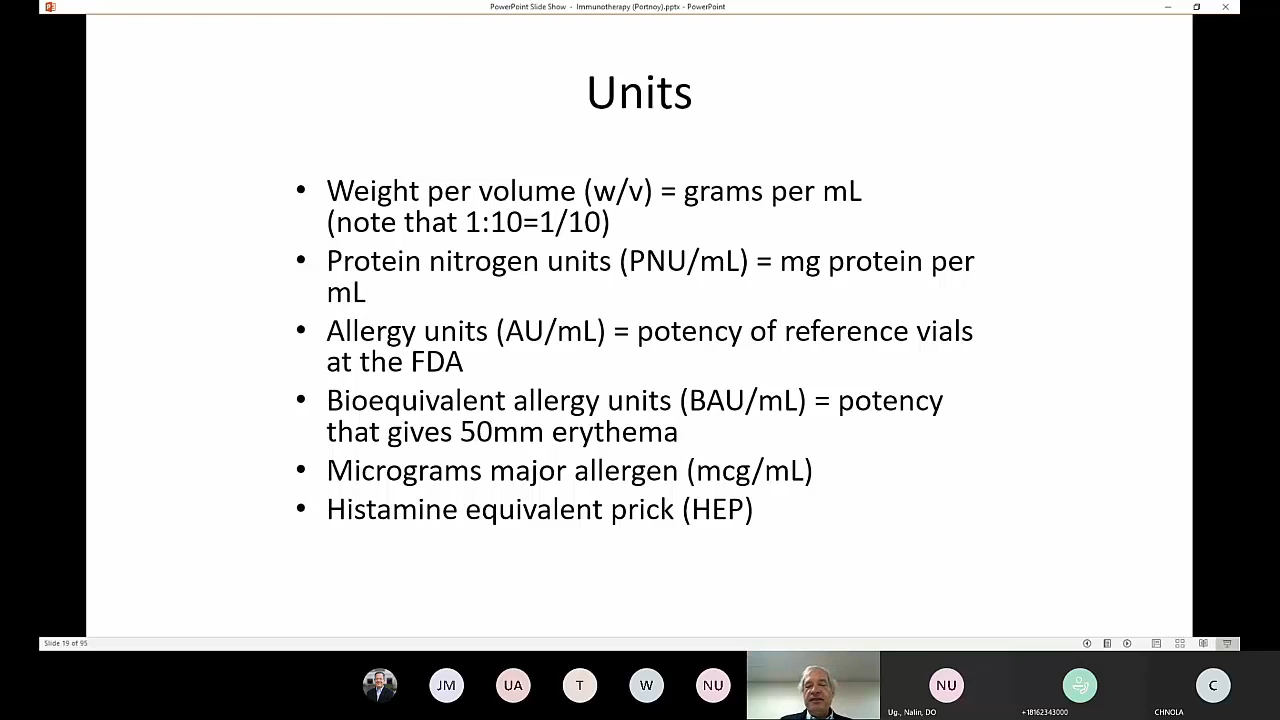 PowerPoint Slide Show - Immunotherapy (Portnoy).pptx - PowerPoint
Units
• Weight per volume (w/v) = grams per mL
(note that 1:10=1/10)
• Protein nitrogen units (PNU/mL) = mg protein per
mL
• Allergy units (AU/mL) = potency of reference vials
at the FDA
• Bioequivalent allergy units (BAU/mL) = potency
that gives 50mm erythema
• Micrograms major allergen (mcg/mL)
• Histamine equivalent prick (HEP)
Slide 19 of 95
JM
UA
T
W
NU
NU
C
Ug., Nalin, DO
+18162343000
CHNOLA